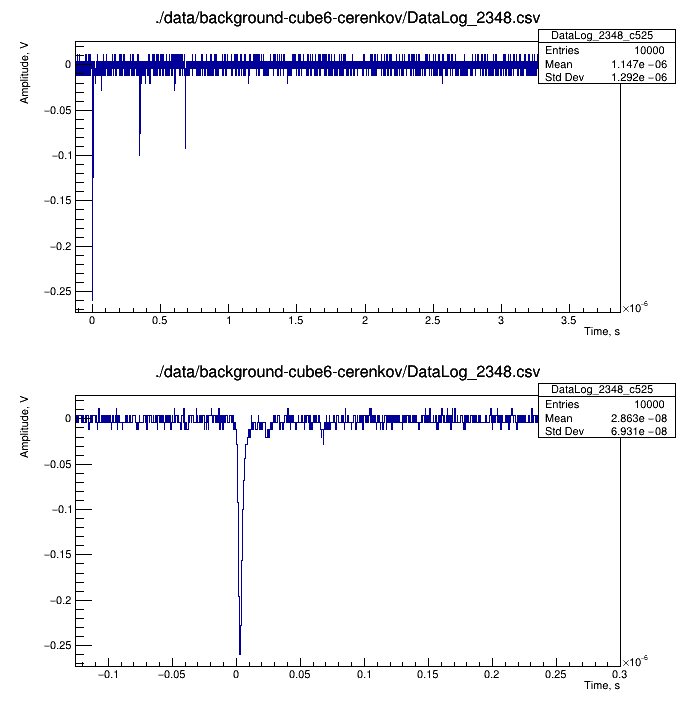 ./data/background-cube6-cerenkov/DataLog_2348.csv
DataLog_2348_c525
Entries 10000
Mean 1.147e −06
Std Dev 1.292e −06
Amplitude, V
0
−0.05
−0.1
−0.15
−0.2
−0.25
0 0.5 1 1.5 2 2.5 3 3.5
×10⁻⁶
Time, s
./data/background-cube6-cerenkov/DataLog_2348.csv
DataLog_2348_c525
Entries 10000
Mean 2.863e −08
Std Dev 6.931e −08
Amplitude, V
0
−0.05
−0.1
−0.15
−0.2
−0.25
−0.1 −0.05 0 0.05 0.1 0.15 0.2 0.25 0.3
×10⁻⁶
Time, s